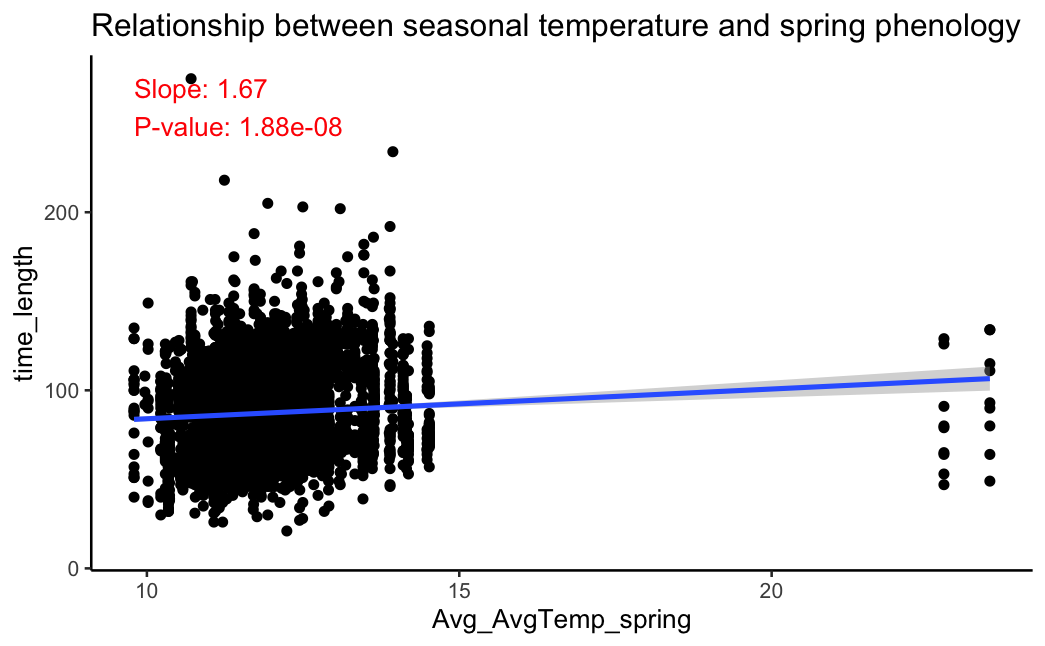 Relationship between seasonal temperature and spring phenology
Slope: 1.67
P-value: 1.88e-08
time_length
200
100
0
10
15
20
Avg_AvgTemp_spring